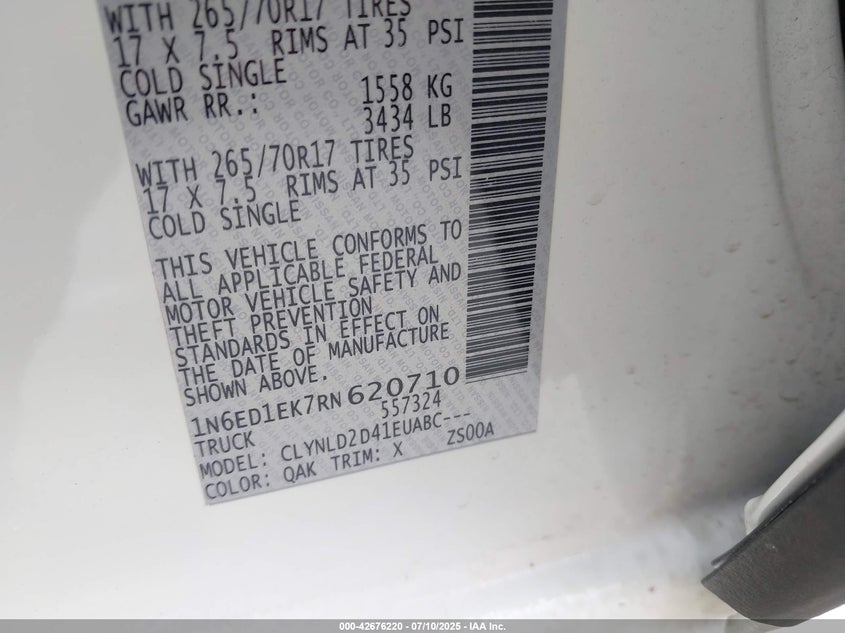 WITH 265/70R17 TIRES
17 X 7.5 RIMS AT 35 PSI
COLD SINGLE
GAWR RR.: 1558 KG
3434 LB
WITH 265/70R17 TIRES
17 X 7.5 RIMS AT 35 PSI
COLD SINGLE
THIS VEHICLE CONFORMS TO
ALL APPLICABLE FEDERAL
MOTOR VEHICLE SAFETY AND
THEFT PREVENTION
STANDARDS IN EFFECT ON
THE DATE OF MANUFACTURE
SHOWN ABOVE.
1N6ED1EK7RN620710
TRUCK 557324
MODEL: CLYNLD2D41EUABC---
COLOR: QAK TRIM: X ZS00A
000-42676220 - 07/10/2025 - IAA Inc.